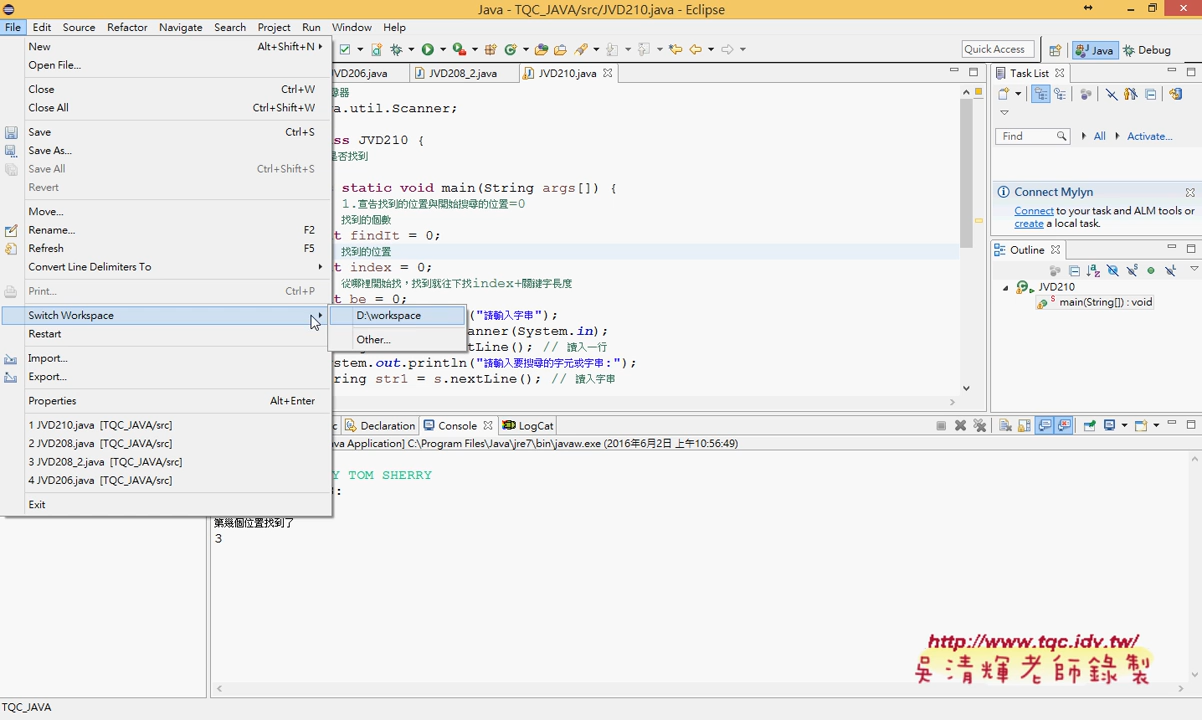 Java - TQC_JAVA/src/JVD210.java - Eclipse
File Edit Source Refactor Navigate Search Project Run Window Help
New Alt+Shift+N
Open File...
Close Ctrl+W
Close All Ctrl+Shift+W
Save Ctrl+S
Save As...
Save All Ctrl+Shift+S
Revert
Move...
Rename... F2
Refresh F5
Convert Line Delimiters To
Print... Ctrl+P
Switch Workspace
Restart
Import...
Export...
Properties Alt+Enter
1 JVD210.java [TQC_JAVA/src]
2 JVD208.java [TQC_JAVA/src]
3 JVD208_2.java [TQC_JAVA/src]
4 JVD206.java [TQC_JAVA/src]
Exit
D:\workspace
Other...
Quick Access
Java
Debug
VD206.java
JVD208_2.java
JVD210.java
a.util.Scanner;
ss JVD210 {
是否找到
static void main(String args[]) {
1.宣告找到的位置與開始搜尋的位置=0
找到的個數
t findIt = 0;
找到的位置
t index = 0;
從哪裡開始找，找到就往下找index+關鍵字長度
t be = 0;
("請輸入字串");
anner(System.in);
tLine(); // 讀入一行
stem.out.println("請輸入要搜尋的字元或字串：");
ring str1 = s.nextLine(); // 讀入字串
Task List
Find
All
Activate...
Connect Mylyn
Connect to your task and ALM tools or
create a local task.
Outline
JVD210
main(String[]) : void
c
Declaration
Console
LogCat
ava Application] C:\Program Files\Java\jre7\bin\javaw.exe (2016年6月2日 上午10:56:49)
Y TOM SHERRY
:
第幾個位置找到了
3
http://www.tqc.idv.tw/
吳清輝老師錄製
TQC_JAVA